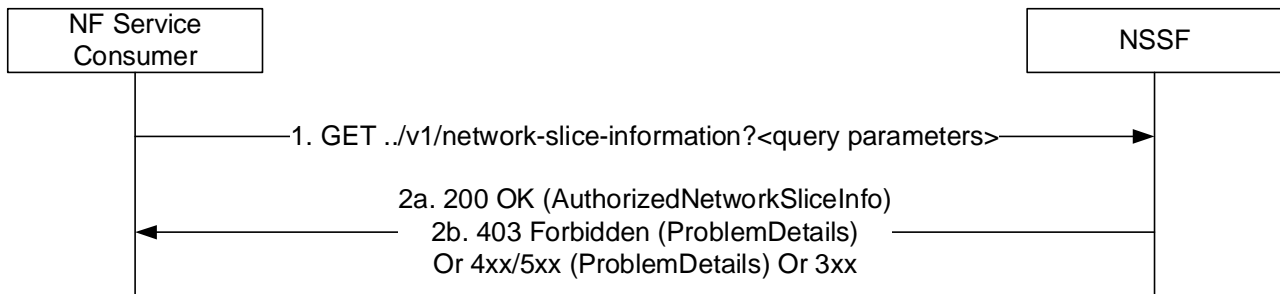 NF Service
Consumer
NSSF
1. GET ../v1/network-slice-information?<query parameters>
2a. 200 OK (AuthorizedNetworkSliceInfo)
2b. 403 Forbidden (ProblemDetails)
Or 4xx/5xx (ProblemDetails) Or 3xx